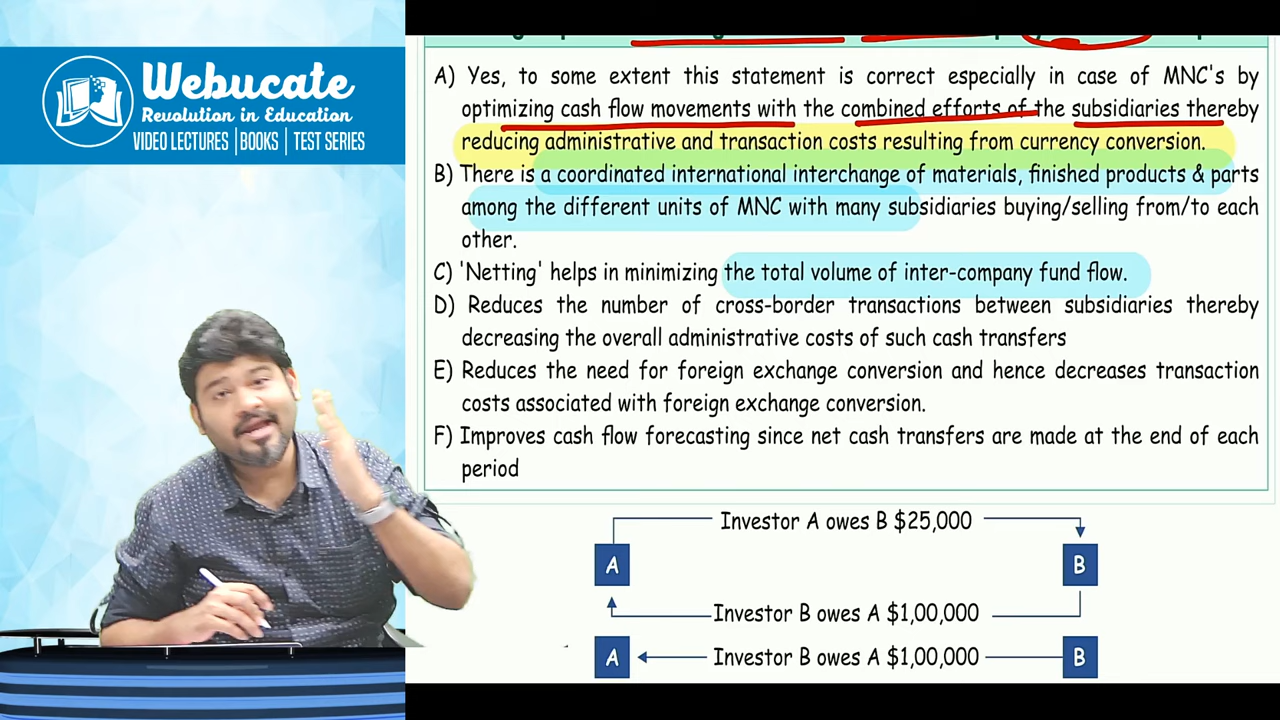 Webucate
Revolution in Education
VIDEO LECTURES | BOOKS | TEST SERIES
A) Yes, to some extent this statement is correct especially in case of MNC's by
optimizing cash flow movements with the combined efforts of the subsidiaries thereby
reducing administrative and transaction costs resulting from currency conversion.
B) There is a coordinated international interchange of materials, finished products & parts
among the different units of MNC with many subsidiaries buying/selling from/to each
other.
C) 'Netting' helps in minimizing the total volume of inter-company fund flow.
D) Reduces the number of cross-border transactions between subsidiaries thereby
decreasing the overall administrative costs of such cash transfers
E) Reduces the need for foreign exchange conversion and hence decreases transaction
costs associated with foreign exchange conversion.
F) Improves cash flow forecasting since net cash transfers are made at the end of each
period
Investor A owes B $25,000
A B
Investor B owes A $1,00,000
A Investor B owes A $1,00,000 B